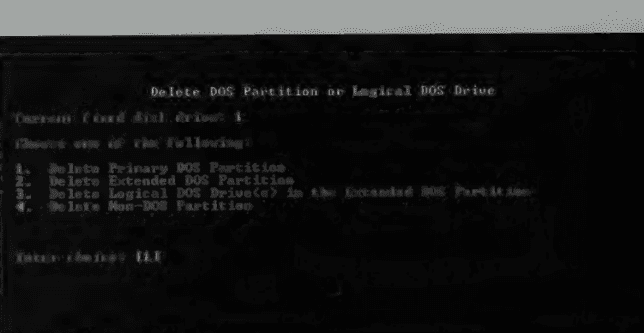 Delete DOS Partition or Logical DOS Drive
Current fixed disk drive: 1
Choose one of the following:
1. Delete Primary DOS Partition
2. Delete Extended DOS Partition
3. Delete Logical DOS Drive(s) in the Extended DOS Partition
4. Delete Non-DOS Partition
Enter choice: [1]